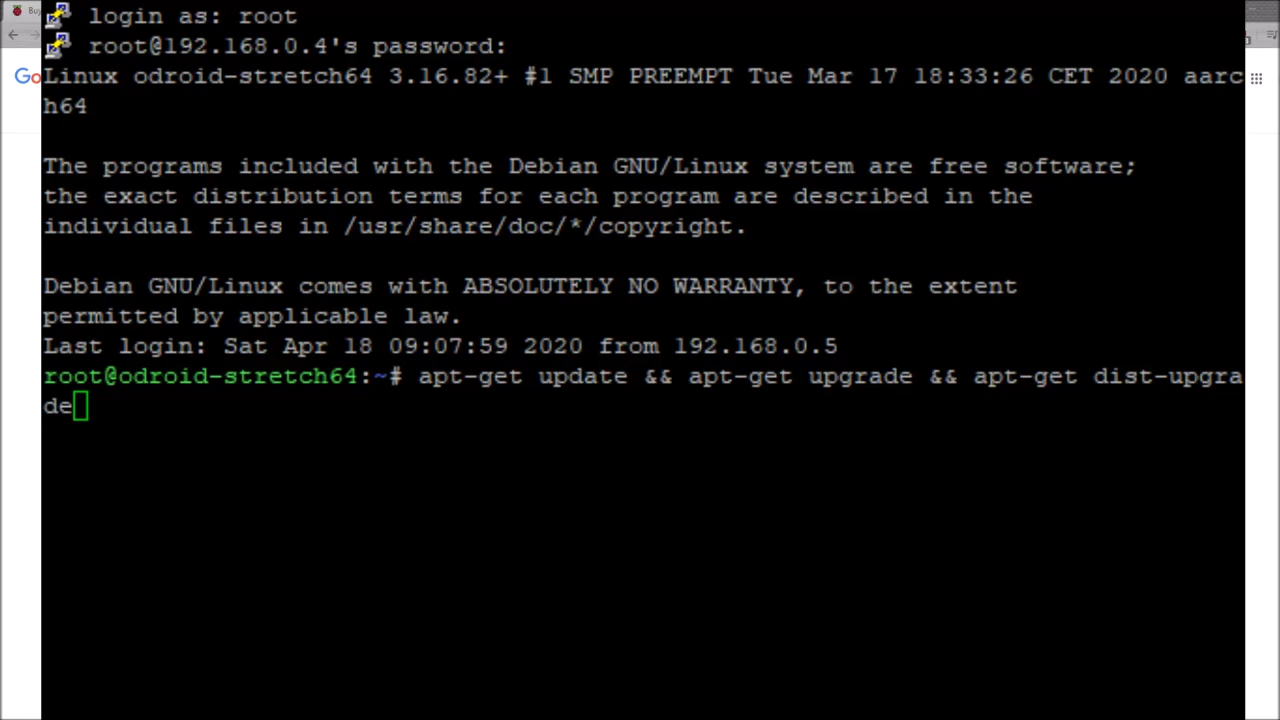 Bu
Go
login as: root
root@192.168.0.4's password:
Linux odroid-stretch64 3.16.82+ #1 SMP PREEMPT Tue Mar 17 18:33:26 CET 2020 aarc
h64
The programs included with the Debian GNU/Linux system are free software;
the exact distribution terms for each program are described in the
individual files in /usr/share/doc/*/copyright.
Debian GNU/Linux comes with ABSOLUTELY NO WARRANTY, to the extent
permitted by applicable law.
Last login: Sat Apr 18 09:07:59 2020 from 192.168.0.5
root@odroid-stretch64:~# apt-get update && apt-get upgrade && apt-get dist-upgra
de